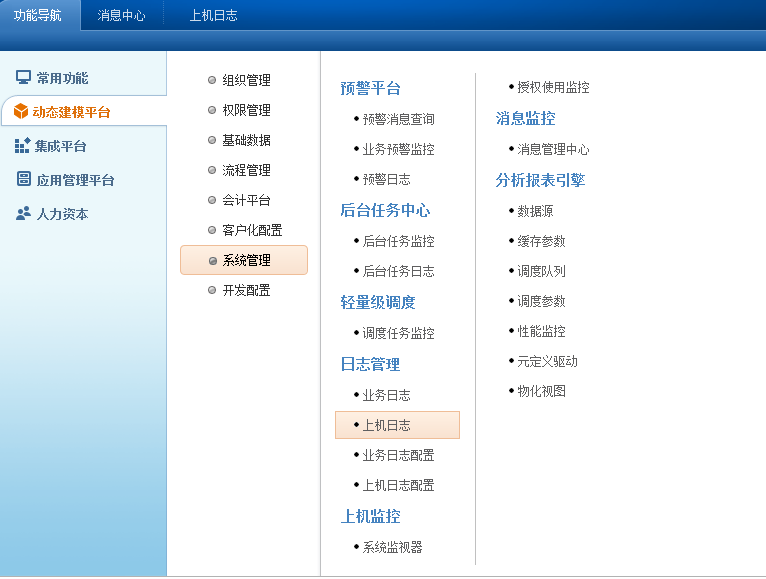 功能导航
消息中心
上机日志
常用功能
动态建模平台
集成平台
应用管理平台
人力资本
组织管理
权限管理
基础数据
流程管理
会计平台
客户化配置
系统管理
开发配置
预警平台
预警消息查询
业务预警监控
预警日志
后台任务中心
后台任务监控
后台任务日志
轻量级调度
调度任务监控
日志管理
业务日志
上机日志
业务日志配置
上机日志配置
上机监控
系统监视器
授权使用监控
消息监控
消息管理中心
分析报表引擎
数据源
缓存参数
调度队列
调度参数
性能监控
元定义驱动
物化视图